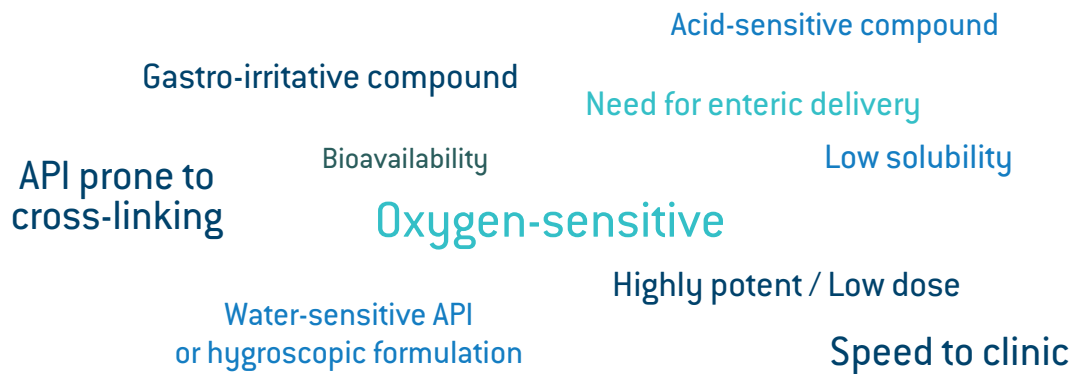 Acid-sensitive compound
Gastro-irritative compound
Need for enteric delivery
Bioavailability
Low solubility
API prone to
cross-linking
Oxygen-sensitive
Highly potent / Low dose
Water-sensitive API
or hygroscopic formulation
Speed to clinic